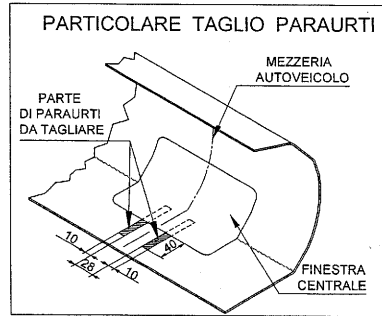 PARTICOLARE TAGLIO PARAURTI
MEZZERIA
AUTOVEICOLO
PARTE
DI PARAURTI
DA TAGLIARE
10
28
10
40
FINESTRA
CENTRALE